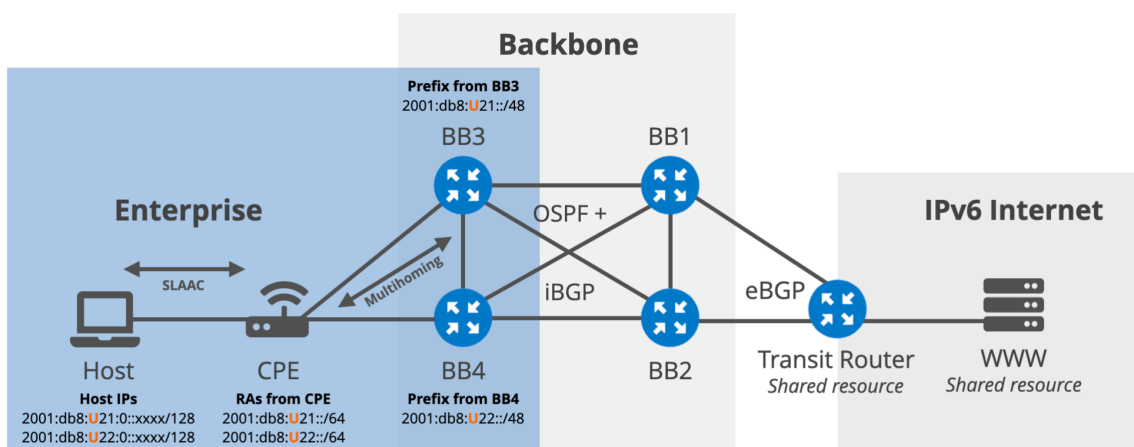 Backbone
Prefix from BB3
2001:db8:U21::/48
BB3
BB1
Enterprise
OSPF +
IPv6 Internet
SLAAC
Multihoming
iBGP
eBGP
Host
CPE
BB4
BB2
Transit Router
Shared resource
WWW
Shared resource
Host IPs
2001:db8:U21:0::xxxx/128
2001:db8:U22:0::xxxx/128
RAs from CPE
2001:db8:U21::/64
2001:db8:U22::/64
Prefix from BB4
2001:db8:U22::/48